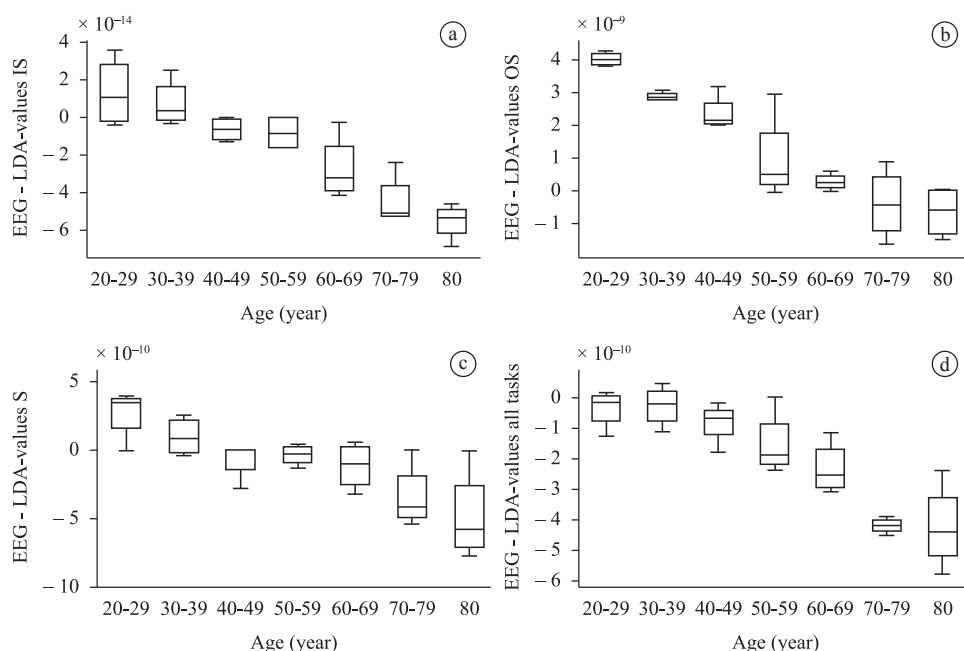 × 10⁻¹⁴
a
EEG - LDA-values IS
4
2
0
− 2
− 4
− 6
20-29 30-39 40-49 50-59 60-69 70-79 80
Age (year)
× 10⁻⁹
b
EEG - LDA-values OS
4
3
2
1
0
− 1
20-29 30-39 40-49 50-59 60-69 70-79 80
Age (year)
× 10⁻¹⁰
c
EEG - LDA-values S
5
0
− 5
− 10
20-29 30-39 40-49 50-59 60-69 70-79 80
Age (year)
× 10⁻¹⁰
d
EEG - LDA-values all tasks
0
− 1
− 2
− 3
− 4
− 5
− 6
20-29 30-39 40-49 50-59 60-69 70-79 80
Age (year)